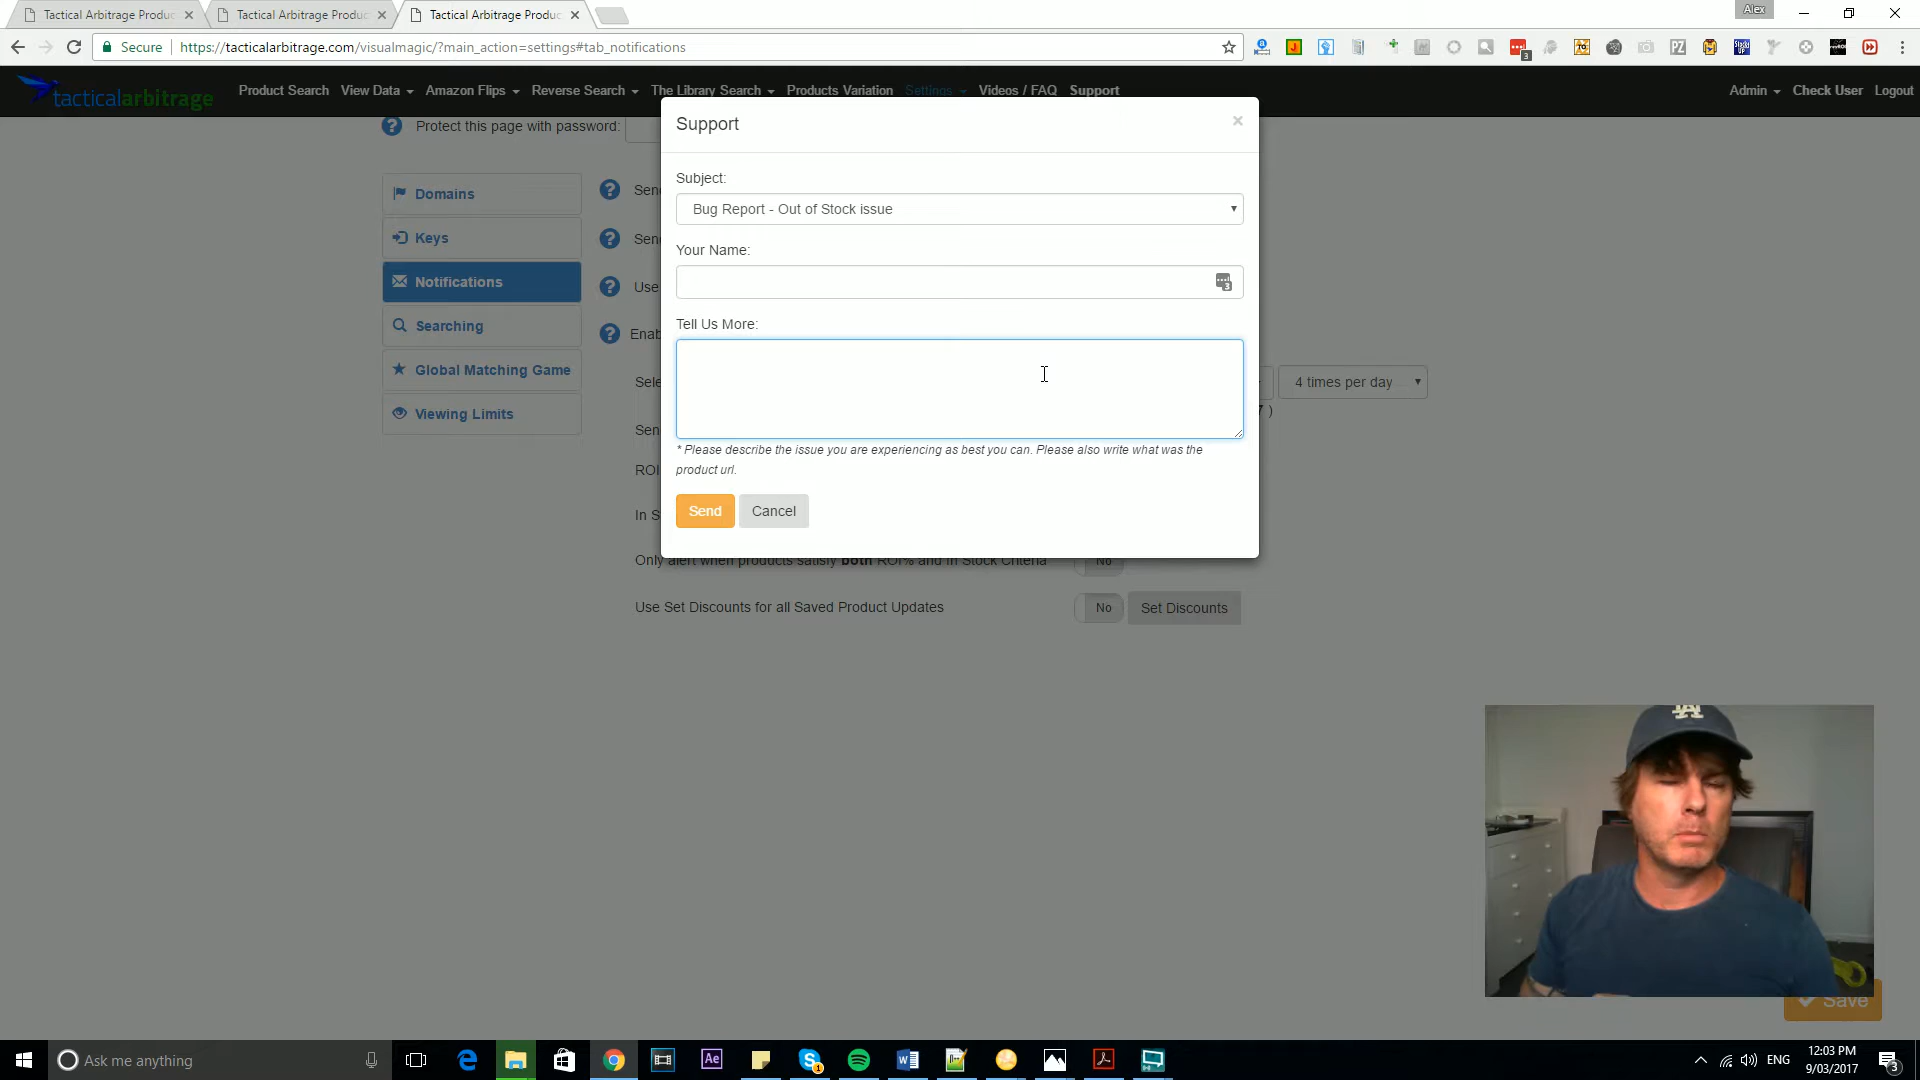 Tactical Arbitrage Produc
Tactical Arbitrage Produc
Tactical Arbitrage Produc
Alex
Secure
https://tacticalarbitrage.com/visualmagic/?main_action=settings#tab_notifications
tacticalarbitrage
Product Search
View Data
Amazon Flips
Reverse Search
The Library Search
Products Variation
Settings
Videos / FAQ
Support
Admin
Check User
Logout
Protect this page with password:
Support
Subject:
Bug Report - Out of Stock issue
Your Name:
Tell Us More:
* Please describe the issue you are experiencing as best you can. Please also write what was the
product url.
Send
Cancel
Domains
Keys
Notifications
Searching
Global Matching Game
Viewing Limits
Sen
Sen
Use
Enab
Sele
4 times per day
Sen
ROI
In S
Only alert when products satisfy both ROI% and In Stock Criteria
No
Use Set Discounts for all Saved Product Updates
No
Set Discounts
Save
Ask me anything
ENG
12:03 PM
9/03/2017